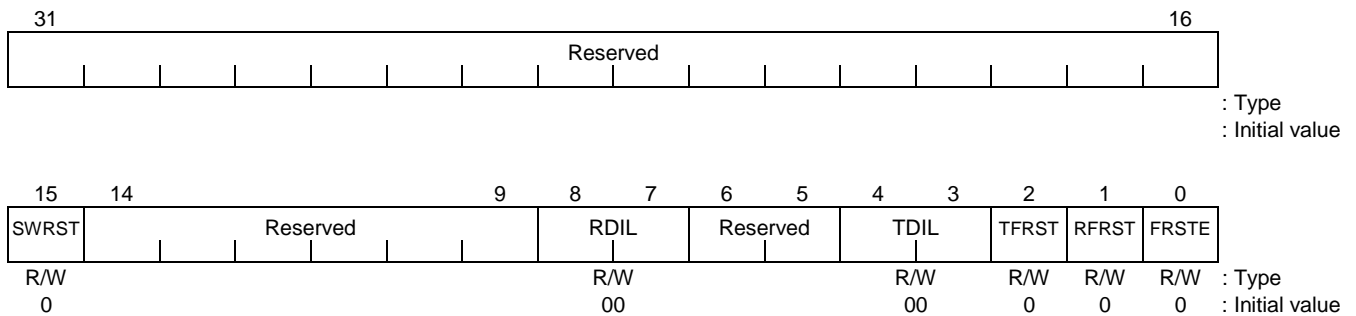 31 16
Reserved
: Type
: Initial value
15 14 9 8 7 6 5 4 3 2 1 0
SWRST Reserved RDIL Reserved TDIL TFRST RFRST FRSTE
R/W R/W R/W R/W R/W R/W : Type
0 00 00 0 0 0 : Initial value